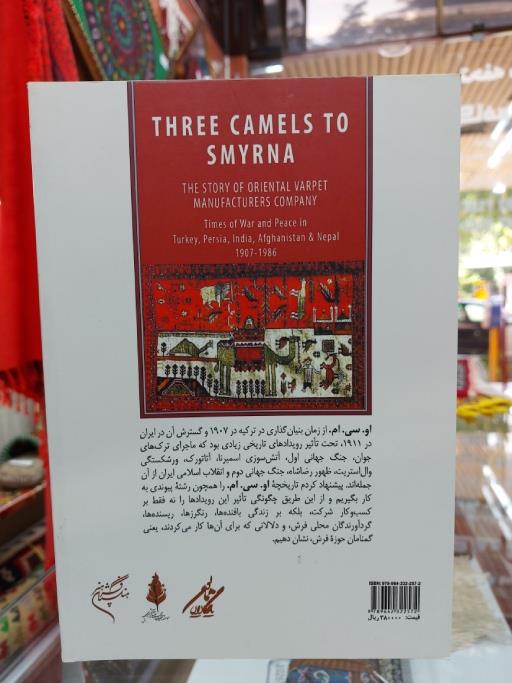 THREE CAMELS TO
SMYRNA
THE STORY OF ORIENTAL VARPET
MANUFACTURERS COMPANY
Times of War and Peace in
Turkey, Persia, India, Afghanistan & Nepal
1907-1986
او. سی. ام. از زمان بنیان‌گذاری در ترکیه در ۱۹۰۷ و گسترش آن در ایران
در ۱۹۱۱، تحت تأثیر رویدادهای تاریخی زیادی بود که ماجرای ترک‌های
جوان، جنگ جهانی اول، آتش‌سوزی اسمیرنا، آتاتورک، ورشکستگی
وال‌استریت، ظهور رضاشاه، جنگ جهانی دوم و انقلاب اسلامی ایران از آن
جمله‌اند. پیشنهاد کردم تاریخچهٔ او. سی. ام. را همچون رشتهٔ پیوندی به
کار بگیریم و از این طریق چگونگی تأثیر این رویدادها را نه فقط بر
کسب‌وکار شرکت، بلکه بر زندگی بافنده‌ها، رنگرزها، ریسنده‌ها،
گردآورندگان محلی فرش، و دلالانی که برای آن‌ها کار می‌کردند، یعنی
گمنامان حوزهٔ فرش، نشان دهیم.
قیمت: ۳۸۰۰۰۰ ریال